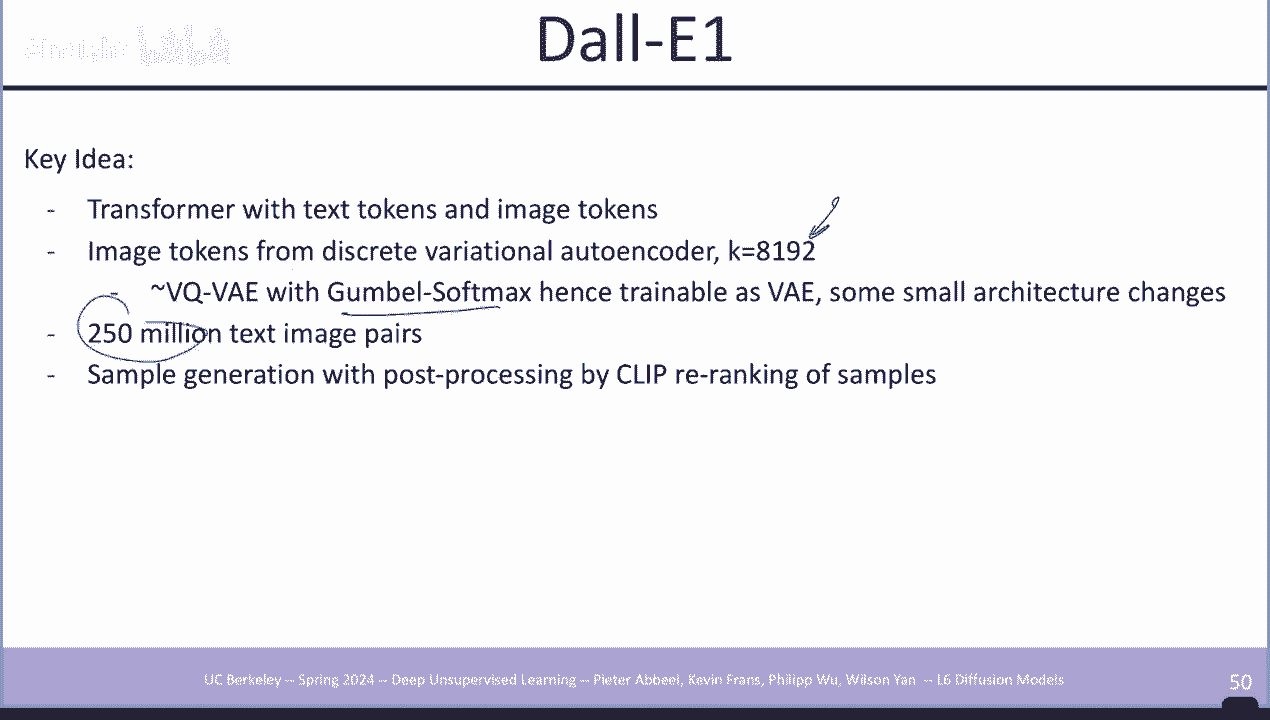 Dall-E1
Key Idea:
- Transformer with text tokens and image tokens
- Image tokens from discrete variational autoencoder, k=8192
- ~VQ-VAE with Gumbel-Softmax hence trainable as VAE, some small architecture changes
- 250 million text image pairs
- Sample generation with post-processing by CLIP re-ranking of samples
UC Berkeley -- Spring 2024 -- Deep Unsupervised Learning -- Pieter Abbeel, Kevin Frans, Philipp Wu, Wilson Yan -- L6 Diffusion Models
50